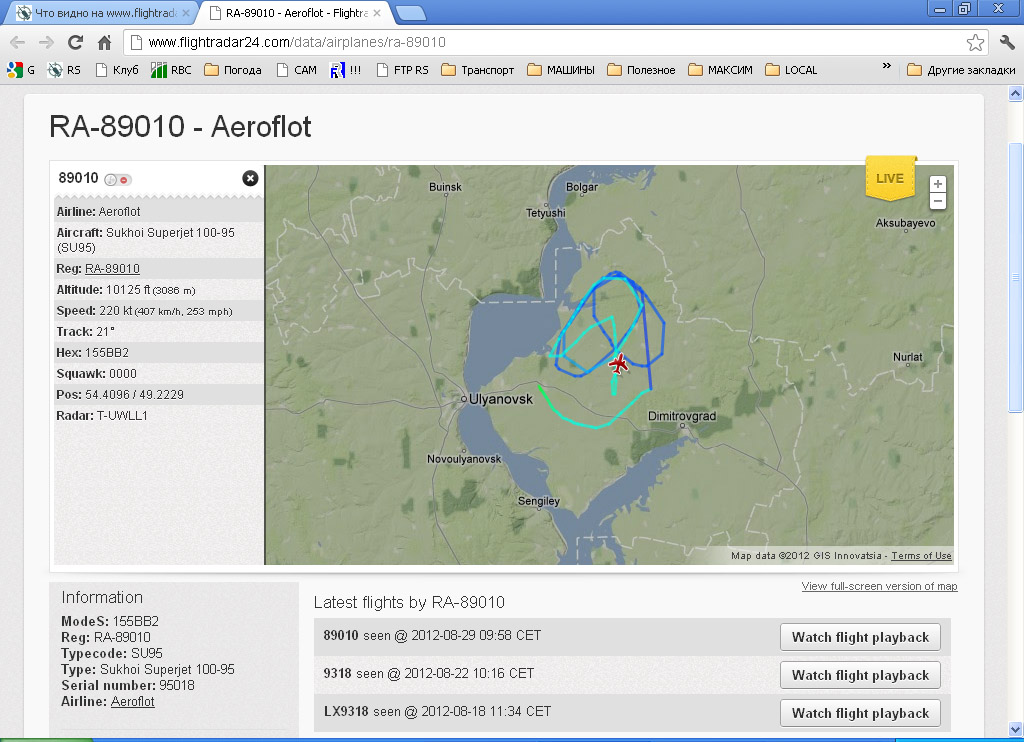 Что видно на www.flightrad
RA-89010 - Aeroflot - Flightra
www.flightradar24.com/data/airplanes/ra-89010
G
RS
Клуб
RBC
Погода
САМ
!!!
FTP RS
Транспорт
МАШИНЫ
Полезное
МАКСИМ
LOCAL
»
Другие закладки
RA-89010 - Aeroflot
89010
Airline: Aeroflot
Aircraft: Sukhoi Superjet 100-95
(SU95)
Reg: RA-89010
Altitude: 10125 ft (3086 m)
Speed: 220 kt (407 km/h, 253 mph)
Track: 21°
Hex: 155BB2
Squawk: 0000
Pos: 54.4096 / 49.2229
Radar: T-UWLL1
Buinsk
Bolgar
Tetyushi
Aksubayevo
LIVE
+
−
Nurlat
Ulyanovsk
Dimitrovgrad
Novoulyanovsk
Sengiley
Map data ©2012 GIS Innovatsia - Terms of Use
View full-screen version of map
Information
ModeS: 155BB2
Reg: RA-89010
Typecode: SU95
Type: Sukhoi Superjet 100-95
Serial number: 95018
Airline: Aeroflot
Latest flights by RA-89010
89010 seen @ 2012-08-29 09:58 CET
Watch flight playback
9318 seen @ 2012-08-22 10:16 CET
Watch flight playback
LX9318 seen @ 2012-08-18 11:34 CET
Watch flight playback